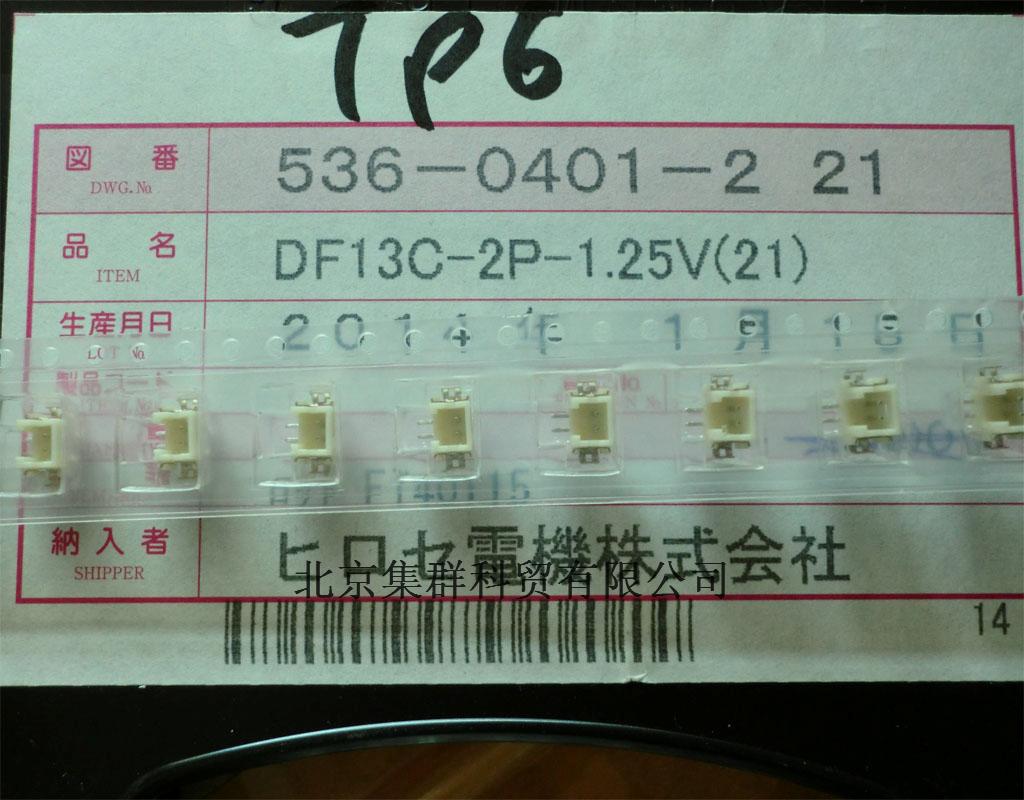 TP6
図 番 536-0401-2 21
DWG.№
品 名 DF13C-2P-1.25V(21)
ITEM
生産月日 2014年 1月 16日
LOT №
製品コード
F140115
納 入 者 ヒロセ電機株式会社
SHIPPER
北京集群科贸有限公司
14